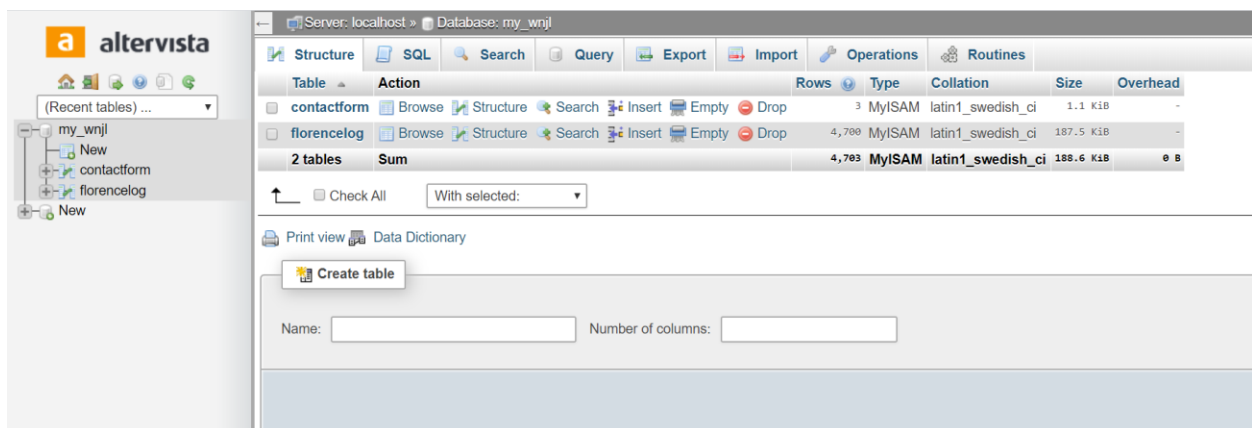 a altervista
(Recent tables) ...
my_wnjl
New
contactform
florencelog
New
Server: localhost » Database: my_wnjl
Structure SQL Search Query Export Import Operations Routines
Table Action Rows Type Collation Size Overhead
contactform Browse Structure Search Insert Empty Drop 3 MyISAM latin1_swedish_ci 1.1 KiB -
florencelog Browse Structure Search Insert Empty Drop 4,700 MyISAM latin1_swedish_ci 187.5 KiB -
2 tables Sum 4,703 MyISAM latin1_swedish_ci 188.6 KiB 0 B
Check All With selected:
Print view Data Dictionary
Create table
Name: Number of columns: